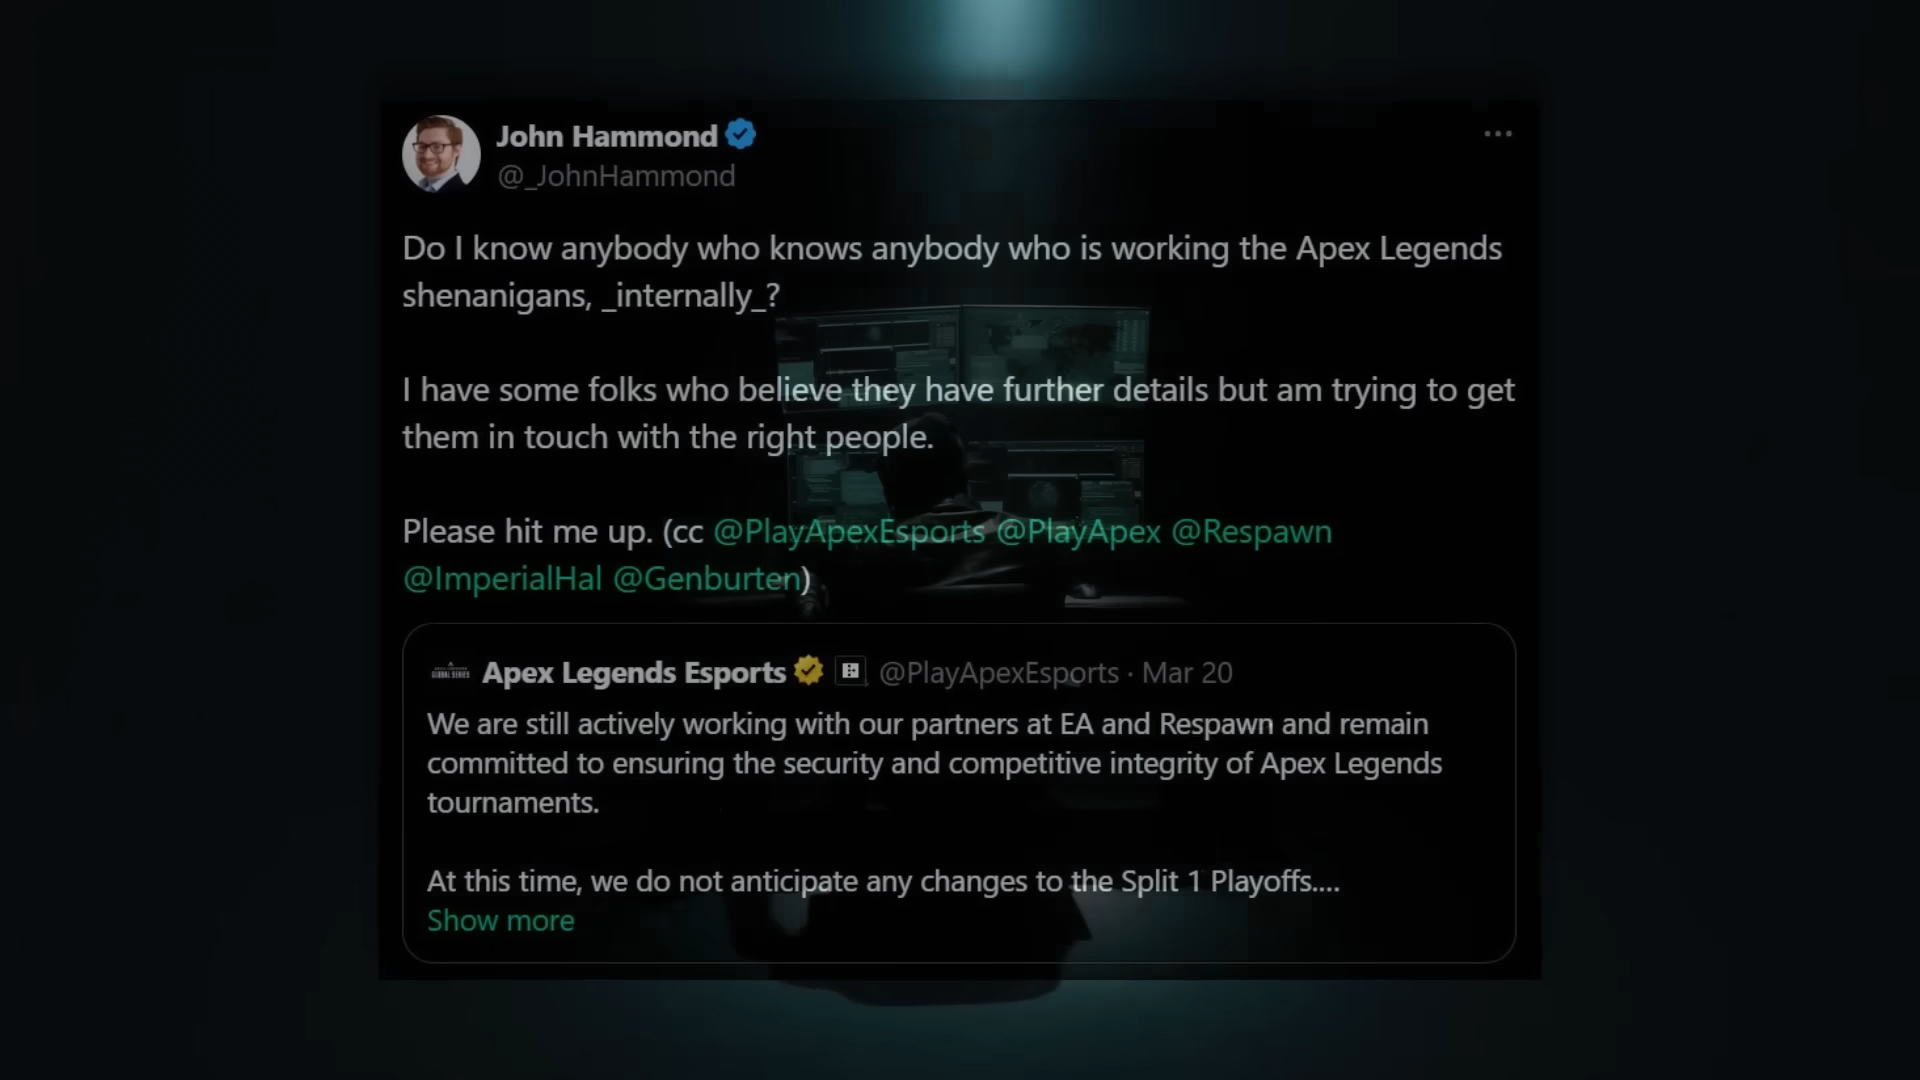 John Hammond
@_JohnHammond
Do I know anybody who knows anybody who is working the Apex Legends
shenanigans, _internally_?
I have some folks who believe they have further details but am trying to get
them in touch with the right people.
Please hit me up. (cc @PlayApexEsports @PlayApex @Respawn
@ImperialHal @Genburten)
Apex Legends Esports @PlayApexEsports · Mar 20
We are still actively working with our partners at EA and Respawn and remain
committed to ensuring the security and competitive integrity of Apex Legends
tournaments.
At this time, we do not anticipate any changes to the Split 1 Playoffs....
Show more